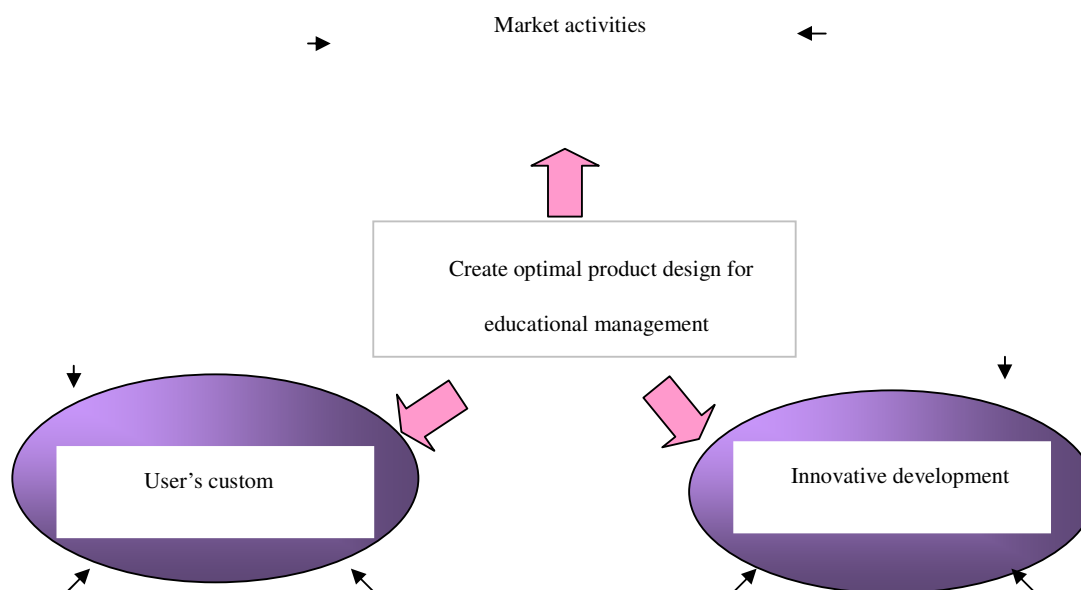 Market activities
Create optimal product design for
educational management
User's custom
Innovative development